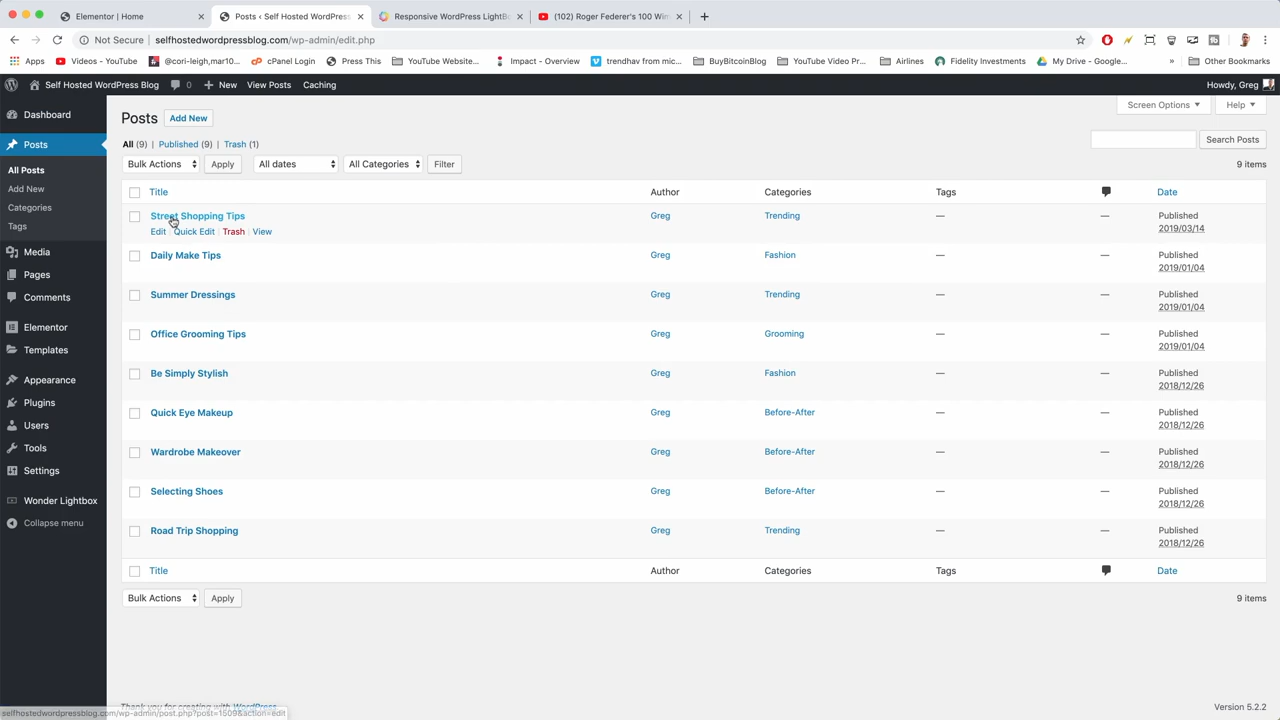 Elementor | Home
Posts ‹ Self Hosted WordPress
Responsive WordPress LightBo
(102) Roger Federer's 100 Win
Not Secure | selfhostedwordpressblog.com/wp-admin/edit.php
Apps
Videos - YouTube
@cori-leigh,mar10...
cPanel Login
Press This
YouTube Website...
Impact - Overview
trendhav from mic...
BuyBitcoinBlog
YouTube Video Pr...
Airlines
Fidelity Investments
My Drive - Google...
»
Other Bookmarks
Self Hosted WordPress Blog
0
New
View Posts
Caching
Howdy, Greg
Dashboard
Posts
All Posts
Add New
Categories
Tags
Media
Pages
Comments
Elementor
Templates
Appearance
Plugins
Users
Tools
Settings
Wonder Lightbox
Collapse menu
Posts Add New
Screen Options
Help
All (9) | Published (9) | Trash (1)
Search Posts
Bulk Actions Apply All dates All Categories Filter
9 items
Title Author Categories Tags Date
Street Shopping Tips Greg Trending — — Published
2019/03/14
Edit | Quick Edit | Trash | View
Daily Make Tips Greg Fashion — — Published
2019/01/04
Summer Dressings Greg Trending — — Published
2019/01/04
Office Grooming Tips Greg Grooming — — Published
2019/01/04
Be Simply Stylish Greg Fashion — — Published
2018/12/26
Quick Eye Makeup Greg Before-After — — Published
2018/12/26
Wardrobe Makeover Greg Before-After — — Published
2018/12/26
Selecting Shoes Greg Before-After — — Published
2018/12/26
Road Trip Shopping Greg Trending — — Published
2018/12/26
Title Author Categories Tags Date
Bulk Actions Apply
9 items
Thank you for creating with WordPress
Version 5.2.2
selfhostedwordpressblog.com/wp-admin/post.php?post=1509&action=edit